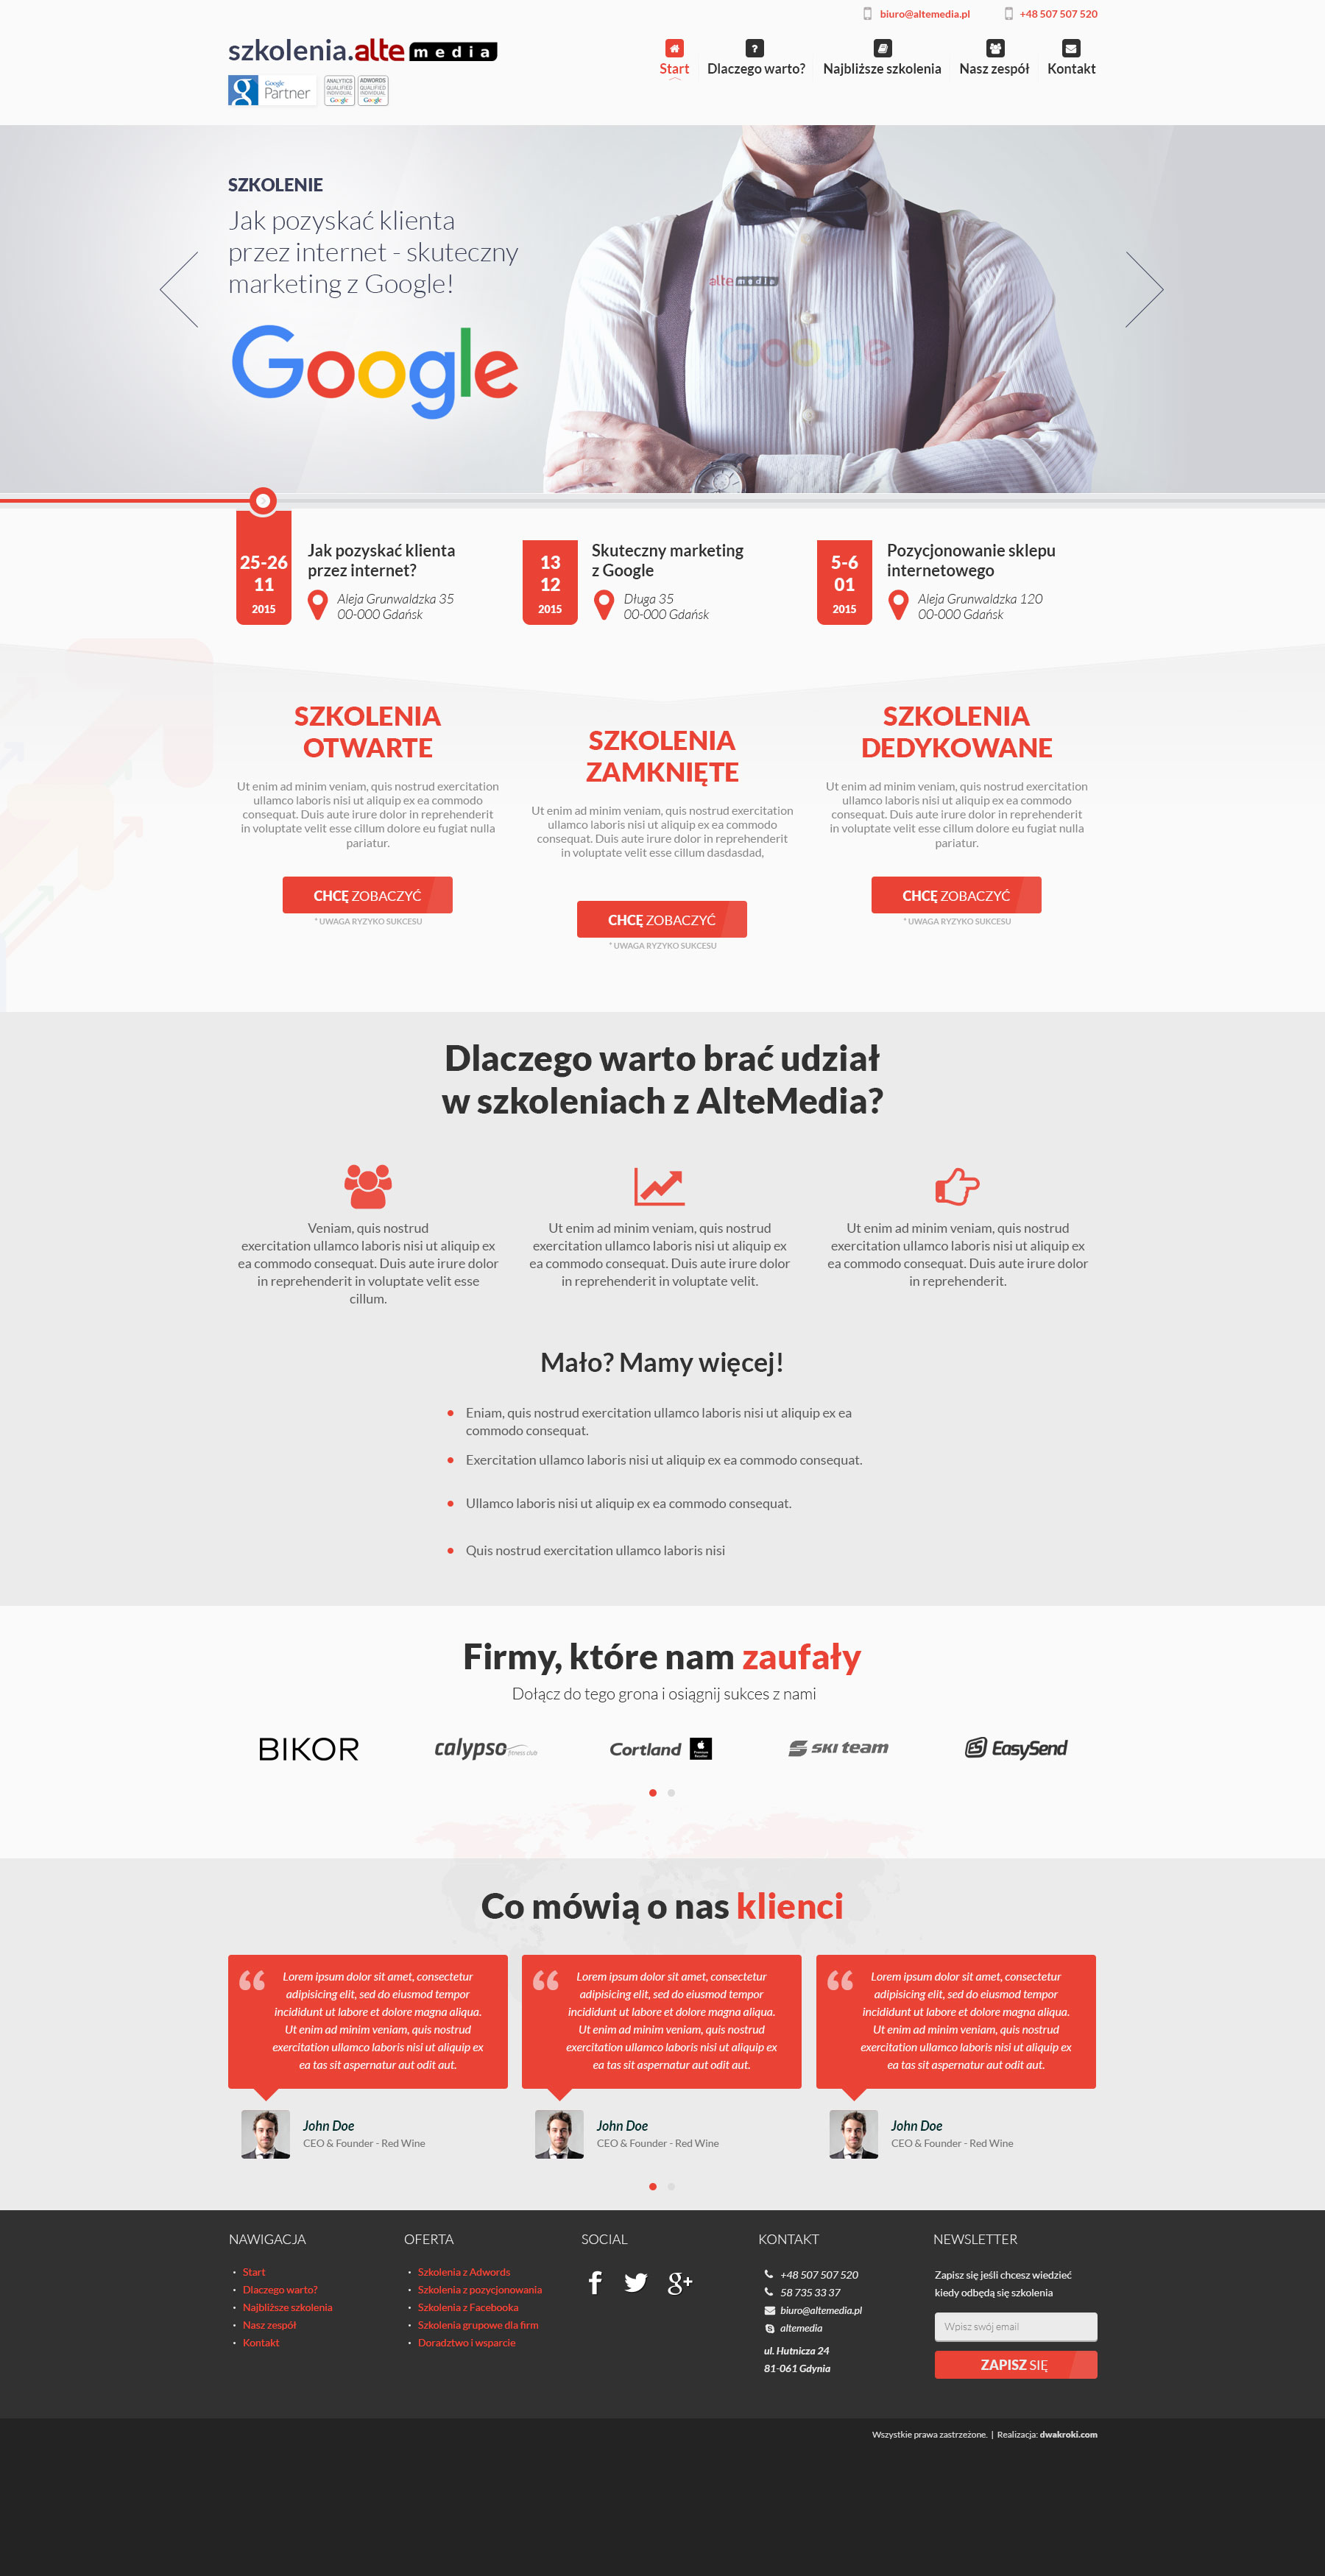 biuro@altemedia.pl
+48 507 507 520
szkolenia.alte media
Start
Dlaczego warto?
Najbliższe szkolenia
Nasz zespół
Kontakt
Google
Partner
ANALYTICS
QUALIFIED
INDIVIDUAL
Google
ADWORDS
QUALIFIED
INDIVIDUAL
Google
SZKOLENIE
Jak pozyskać klienta
przez internet - skuteczny
marketing z Google!
Google
alte media
Google
25-26
11
2015
Jak pozyskać klienta
przez internet?
Aleja Grunwaldzka 35
00-000 Gdańsk
13
12
2015
Skuteczny marketing
z Google
Długa 35
00-000 Gdańsk
5-6
01
2015
Pozycjonowanie sklepu
internetowego
Aleja Grunwaldzka 120
00-000 Gdańsk
SZKOLENIA
OTWARTE
Ut enim ad minim veniam, quis nostrud exercitation
ullamco laboris nisi ut aliquip ex ea commodo
consequat. Duis aute irure dolor in reprehenderit
in voluptate velit esse cillum dolore eu fugiat nulla
pariatur.
CHCĘ ZOBACZYĆ
* UWAGA RYZYKO SUKCESU
SZKOLENIA
ZAMKNIĘTE
Ut enim ad minim veniam, quis nostrud exercitation
ullamco laboris nisi ut aliquip ex ea commodo
consequat. Duis aute irure dolor in reprehenderit
in voluptate velit esse cillum dasdasdad,
CHCĘ ZOBACZYĆ
* UWAGA RYZYKO SUKCESU
SZKOLENIA
DEDYKOWANE
Ut enim ad minim veniam, quis nostrud exercitation
ullamco laboris nisi ut aliquip ex ea commodo
consequat. Duis aute irure dolor in reprehenderit
in voluptate velit esse cillum dolore eu fugiat nulla
pariatur.
CHCĘ ZOBACZYĆ
* UWAGA RYZYKO SUKCESU
Dlaczego warto brać udział
w szkoleniach z AlteMedia?
Veniam, quis nostrud
exercitation ullamco laboris nisi ut aliquip ex
ea commodo consequat. Duis aute irure dolor
in reprehenderit in voluptate velit esse
cillum.
Ut enim ad minim veniam, quis nostrud
exercitation ullamco laboris nisi ut aliquip ex
ea commodo consequat. Duis aute irure dolor
in reprehenderit in voluptate velit.
Ut enim ad minim veniam, quis nostrud
exercitation ullamco laboris nisi ut aliquip ex
ea commodo consequat. Duis aute irure dolor
in reprehenderit.
Mało? Mamy więcej!
Eniam, quis nostrud exercitation ullamco laboris nisi ut aliquip ex ea
commodo consequat.
Exercitation ullamco laboris nisi ut aliquip ex ea commodo consequat.
Ullamco laboris nisi ut aliquip ex ea commodo consequat.
Quis nostrud exercitation ullamco laboris nisi
Firmy, które nam zaufały
Dołącz do tego grona i osiągnij sukces z nami
BIKOR
calypso
fitness club
Cortland
SKI TEAM
EasySend
Co mówią o nas klienci
Lorem ipsum dolor sit amet, consectetur
adipisicing elit, sed do eiusmod tempor
incididunt ut labore et dolore magna aliqua.
Ut enim ad minim veniam, quis nostrud
exercitation ullamco laboris nisi ut aliquip ex
ea tas sit aspernatur aut odit aut.
John Doe
CEO & Founder - Red Wine
Lorem ipsum dolor sit amet, consectetur
adipisicing elit, sed do eiusmod tempor
incididunt ut labore et dolore magna aliqua.
Ut enim ad minim veniam, quis nostrud
exercitation ullamco laboris nisi ut aliquip ex
ea tas sit aspernatur aut odit aut.
John Doe
CEO & Founder - Red Wine
Lorem ipsum dolor sit amet, consectetur
adipisicing elit, sed do eiusmod tempor
incididunt ut labore et dolore magna aliqua.
Ut enim ad minim veniam, quis nostrud
exercitation ullamco laboris nisi ut aliquip ex
ea tas sit aspernatur aut odit aut.
John Doe
CEO & Founder - Red Wine
NAWIGACJA
Start
Dlaczego warto?
Najbliższe szkolenia
Nasz zespół
Kontakt
OFERTA
Szkolenia z Adwords
Szkolenia z pozycjonowania
Szkolenia z Facebooka
Szkolenia grupowe dla firm
Doradztwo i wsparcie
SOCIAL
KONTAKT
+48 507 507 520
58 735 33 37
biuro@altemedia.pl
altemedia
ul. Hutnicza 24
81-061 Gdynia
NEWSLETTER
Zapisz się jeśli chcesz wiedzieć
kiedy odbędą się szkolenia
Wpisz swój email
ZAPISZ SIĘ
Wszystkie prawa zastrzeżone. | Realizacja: dwakroki.com